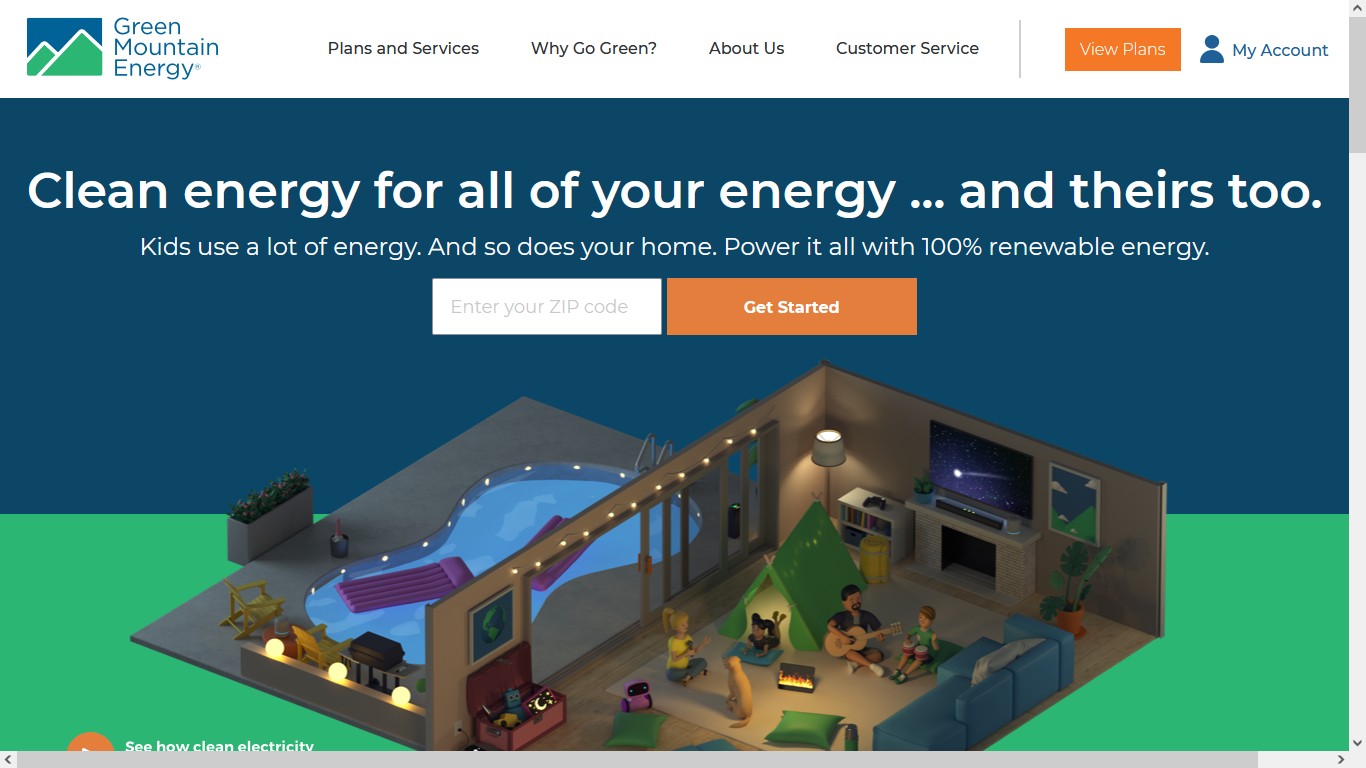 Green
Mountain
Energy®
Plans and Services
Why Go Green?
About Us
Customer Service
View Plans
My Account
Clean energy for all of your energy ... and theirs too.
Kids use a lot of energy. And so does your home. Power it all with 100% renewable energy.
Enter your ZIP code
Get Started
See how clean electricity